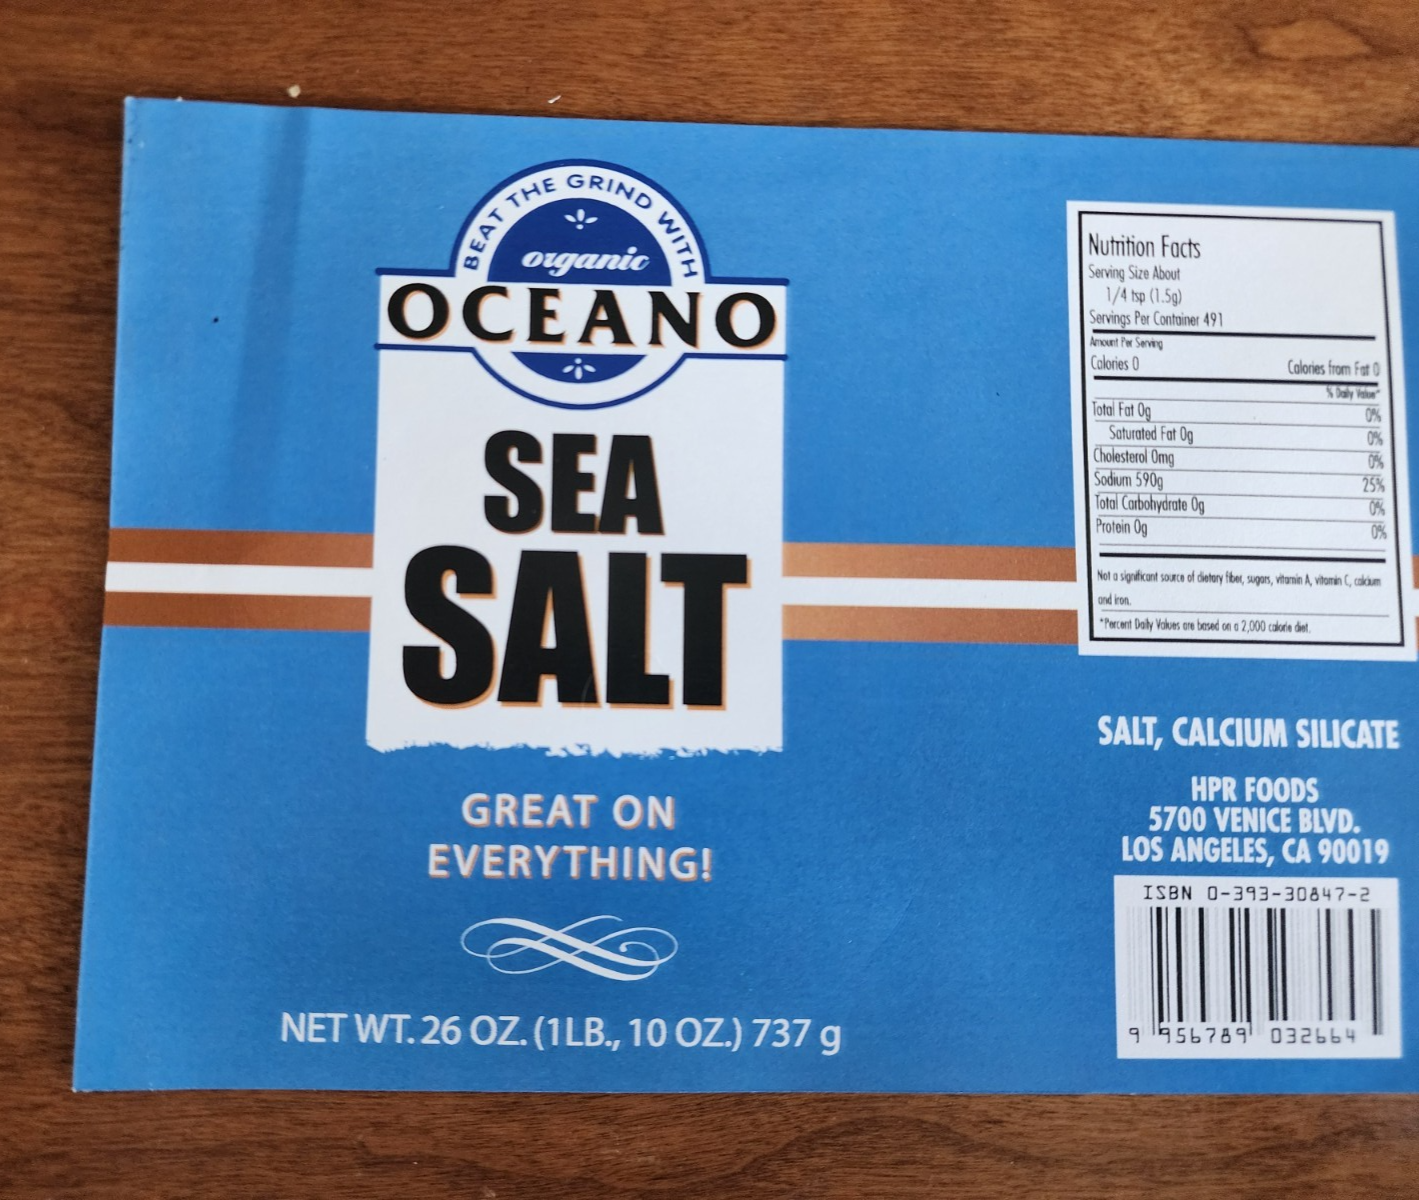 BEAT THE GRIND WITH
organic
OCEANO
SEA
SALT
GREAT ON
EVERYTHING!
NET WT. 26 OZ. (1LB., 10 OZ.) 737 g
Nutrition Facts
Serving Size About
1/4 tsp (1.5g)
Servings Per Container 491
Amount Per Serving
Calories 0 Calories from Fat 0
% Daily Value*
Total Fat 0g 0%
Saturated Fat 0g 0%
Cholesterol 0mg 0%
Sodium 590g 25%
Total Carbohydrate 0g 0%
Protein 0g 0%
Not a significant source of dietary fiber, sugars, vitamin A, vitamin C, calcium
and iron.
*Percent Daily Values are based on a 2,000 calorie diet.
SALT, CALCIUM SILICATE
HPR FOODS
5700 VENICE BLVD.
LOS ANGELES, CA 90019
ISBN 0-393-30847-2
9 956789 032664